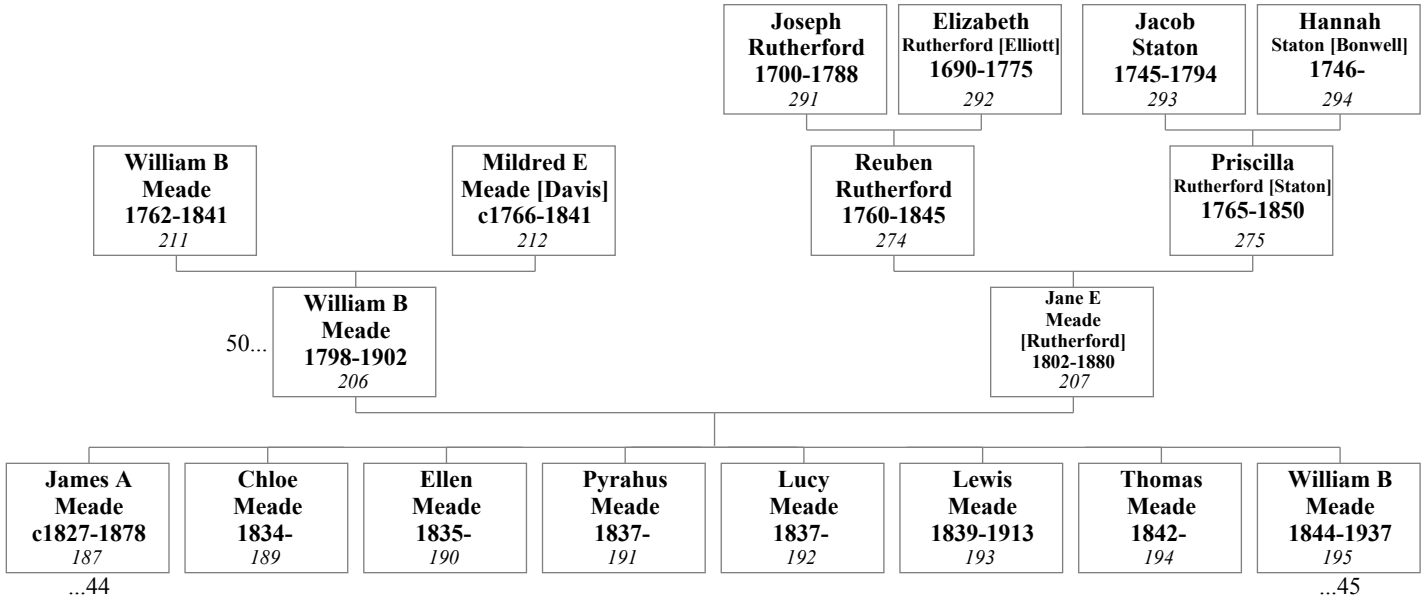 Joseph
Rutherford
1700-1788
291
Elizabeth
Rutherford [Elliott]
1690-1775
292
Jacob
Staton
1745-1794
293
Hannah
Staton [Bonwell]
1746-
294
William B
Meade
1762-1841
211
Mildred E
Meade [Davis]
c1766-1841
212
Reuben
Rutherford
1760-1845
274
Priscilla
Rutherford [Staton]
1765-1850
275
50...
William B
Meade
1798-1902
206
Jane E
Meade
[Rutherford]
1802-1880
207
James A
Meade
c1827-1878
187
...44
Chloe
Meade
1834-
189
Ellen
Meade
1835-
190
Pyrahus
Meade
1837-
191
Lucy
Meade
1837-
192
Lewis
Meade
1839-1913
193
Thomas
Meade
1842-
194
William B
Meade
1844-1937
195
...45